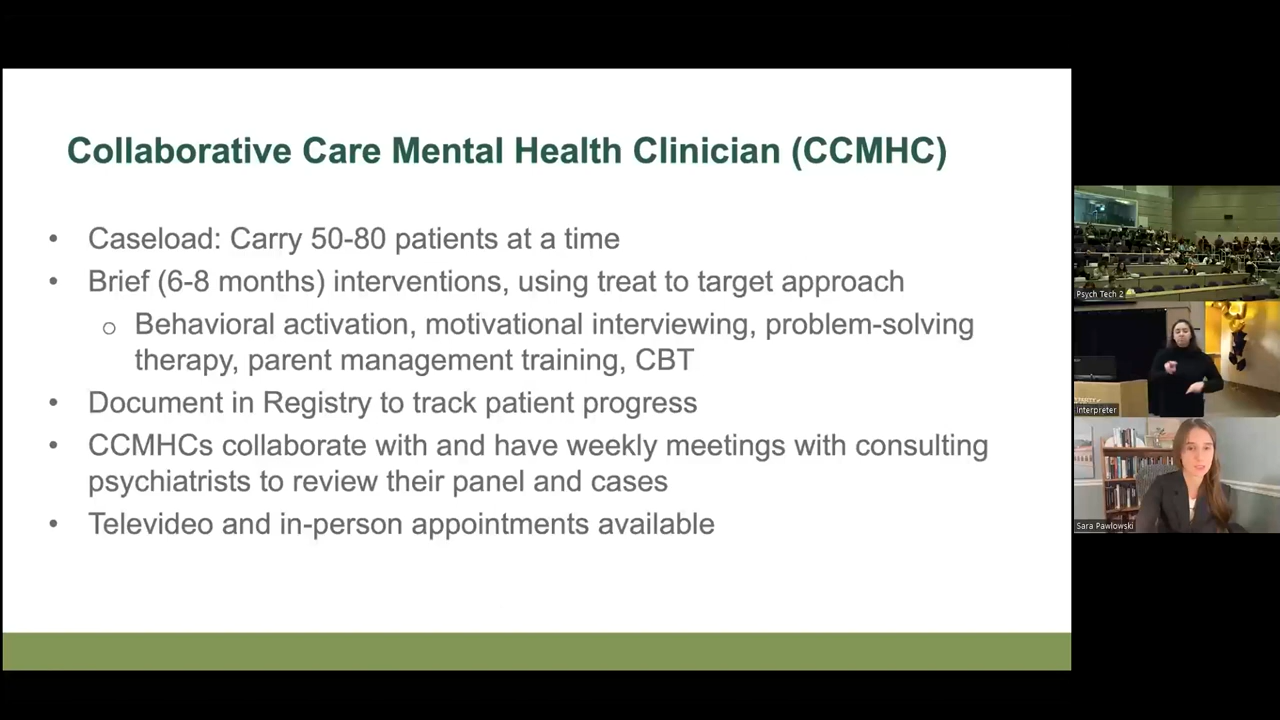 Collaborative Care Mental Health Clinician (CCMHC)
• Caseload: Carry 50-80 patients at a time
• Brief (6-8 months) interventions, using treat to target approach
○ Behavioral activation, motivational interviewing, problem-solving
therapy, parent management training, CBT
• Document in Registry to track patient progress
• CCMHCs collaborate with and have weekly meetings with consulting
psychiatrists to review their panel and cases
• Televideo and in-person appointments available
Psych Tech 2
Interpreter
Sara Pawlowski